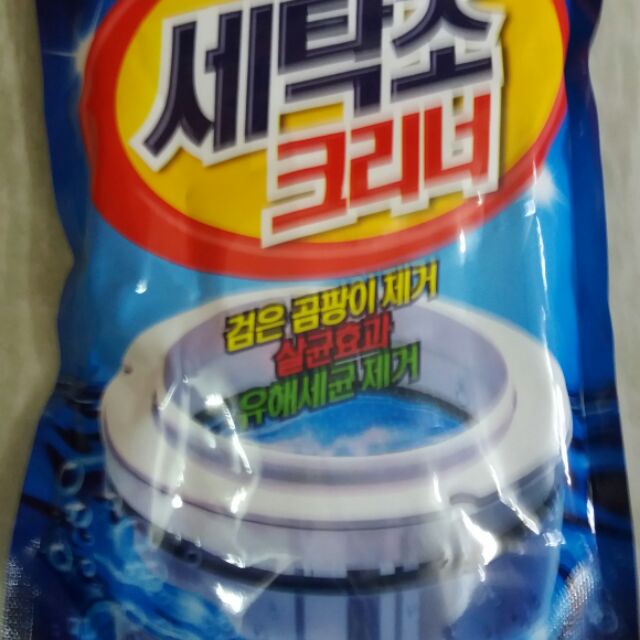 세탁조
크리너
검은 곰팡이 제거
살균효과
유해세균 제거